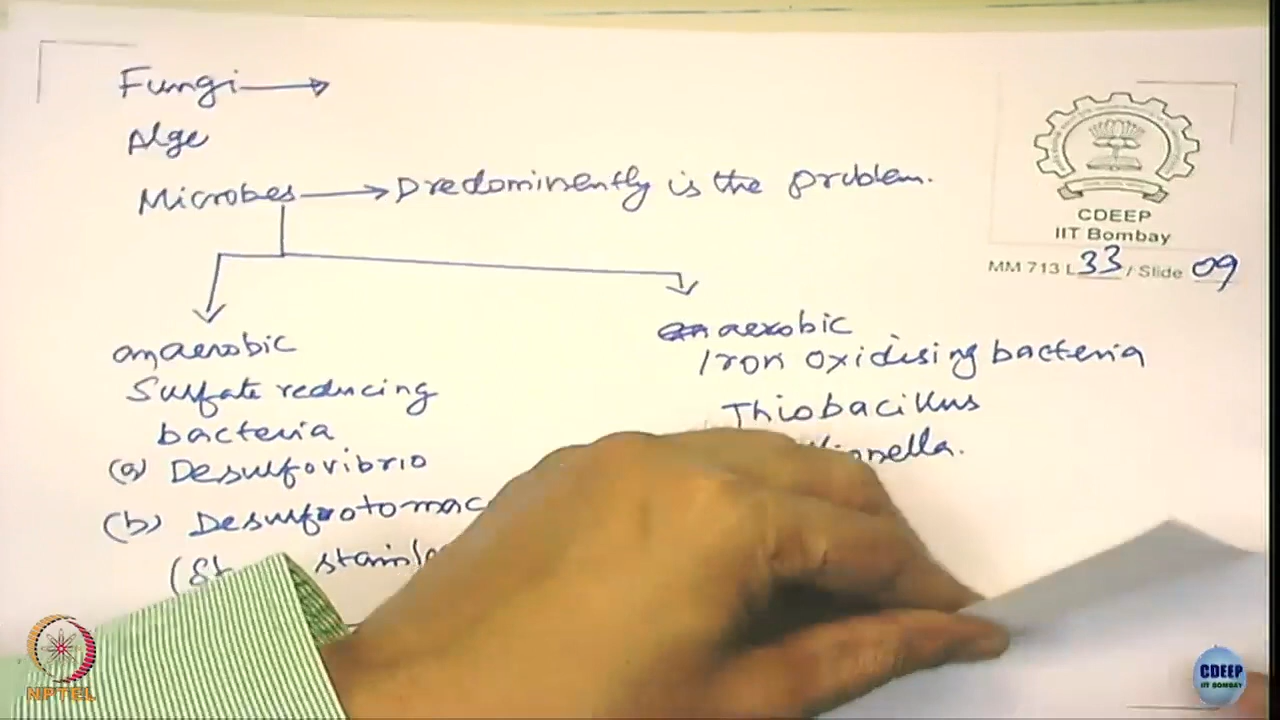 Fungi
Alge
Microbes → Predominently is the problem.
CDEEP
IIT Bombay
MM 713 L 33 / Slide 09
anaerobic
Sulfate reducing
bacteria
(a) Desulfovibrio
(b)
aerobic
Iron oxidising bacteria
Thiobacillus
NPTEL
CDEEP
IIT BOMBAY